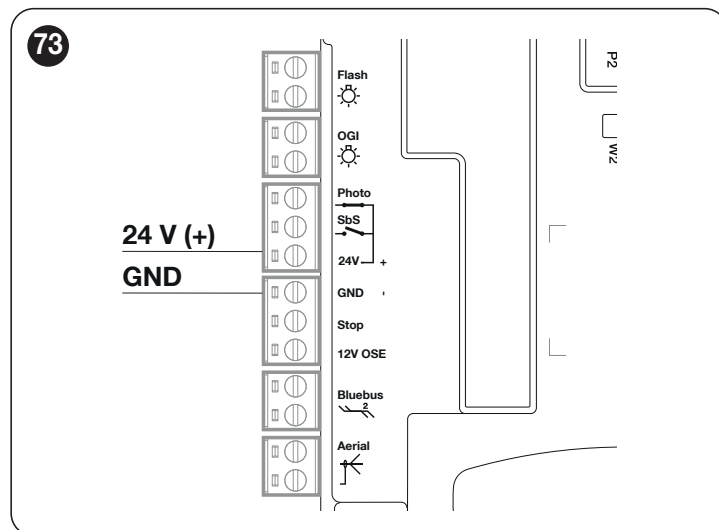 73
Flash
OGI
Photo
SbS
24V +
GND -
Stop
12V OSE
Bluebus
2
Aerial
24 V (+)
GND
P2
W2